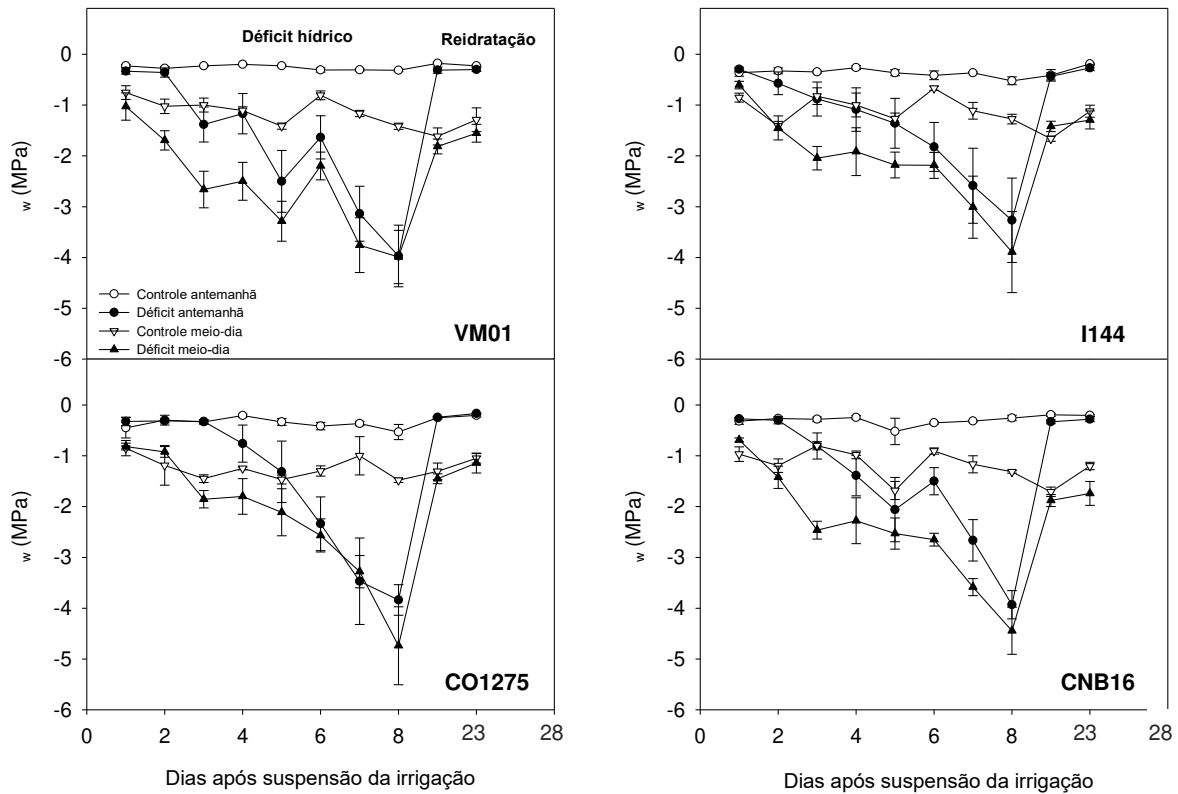 Déficit hídrico
Reidratação
0
-1
-2
-3
-4
-5
-6
w (MPa)
Controle antemanhã
Déficit antemanhã
Controle meio-dia
Déficit meio-dia
VM01
0
-1
-2
-3
-4
-5
-6
w (MPa)
I144
0
-1
-2
-3
-4
-5
-6
w (MPa)
CO1275
0 2 4 6 8 23 28
Dias após suspensão da irrigação
0
-1
-2
-3
-4
-5
-6
w (MPa)
CNB16
0 2 4 6 8 23 28
Dias após suspensão da irrigação